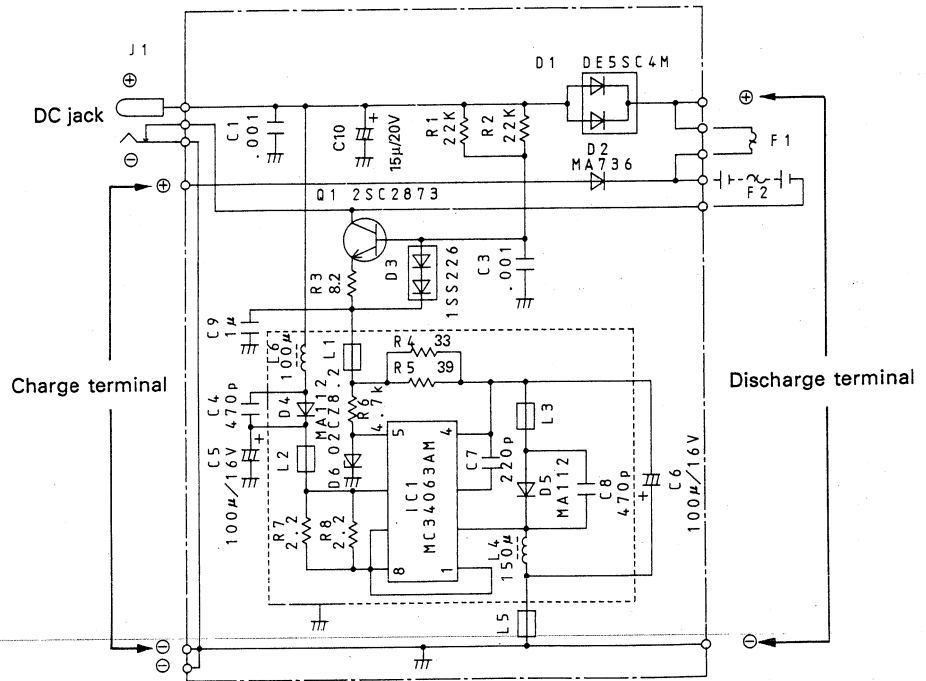 J1
⊕
DC jack
⊖
Charge terminal
⊕
⊖
⊖
C1
.001
C10
15μ/20V
+
R1
22K
R2
22K
D1 DE5SC4M
D2
MA736
⊕
F1
F2
Q1 2SC2873
R3
8.2
D3
1SS226
C3
.001
C9
1μ
L6
100μ
L1
R4 33
R5 39
C4
470p
D4
MA112
D6 02CZ8.2
R6
4.7k
C5
100μ/16V
+
L2
5
4
IC1
MC34063AM
8
1
C7
220p
L3
D5
MA112
C8
470p
C6
100μ/16V
+
R7
2.2
R8
2.2
L4
150μ
L5
Discharge terminal
⊖